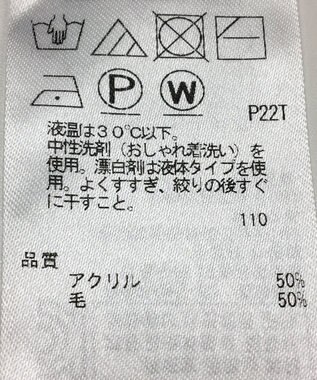 P
W
P22T
液温は30℃以下。
中性洗剤（おしゃれ着洗い）を
使用。漂白剤は液体タイプを使
用。よくすすぎ、絞りの後すぐ
に干すこと。
110
品質
アクリル 50%
毛 50%